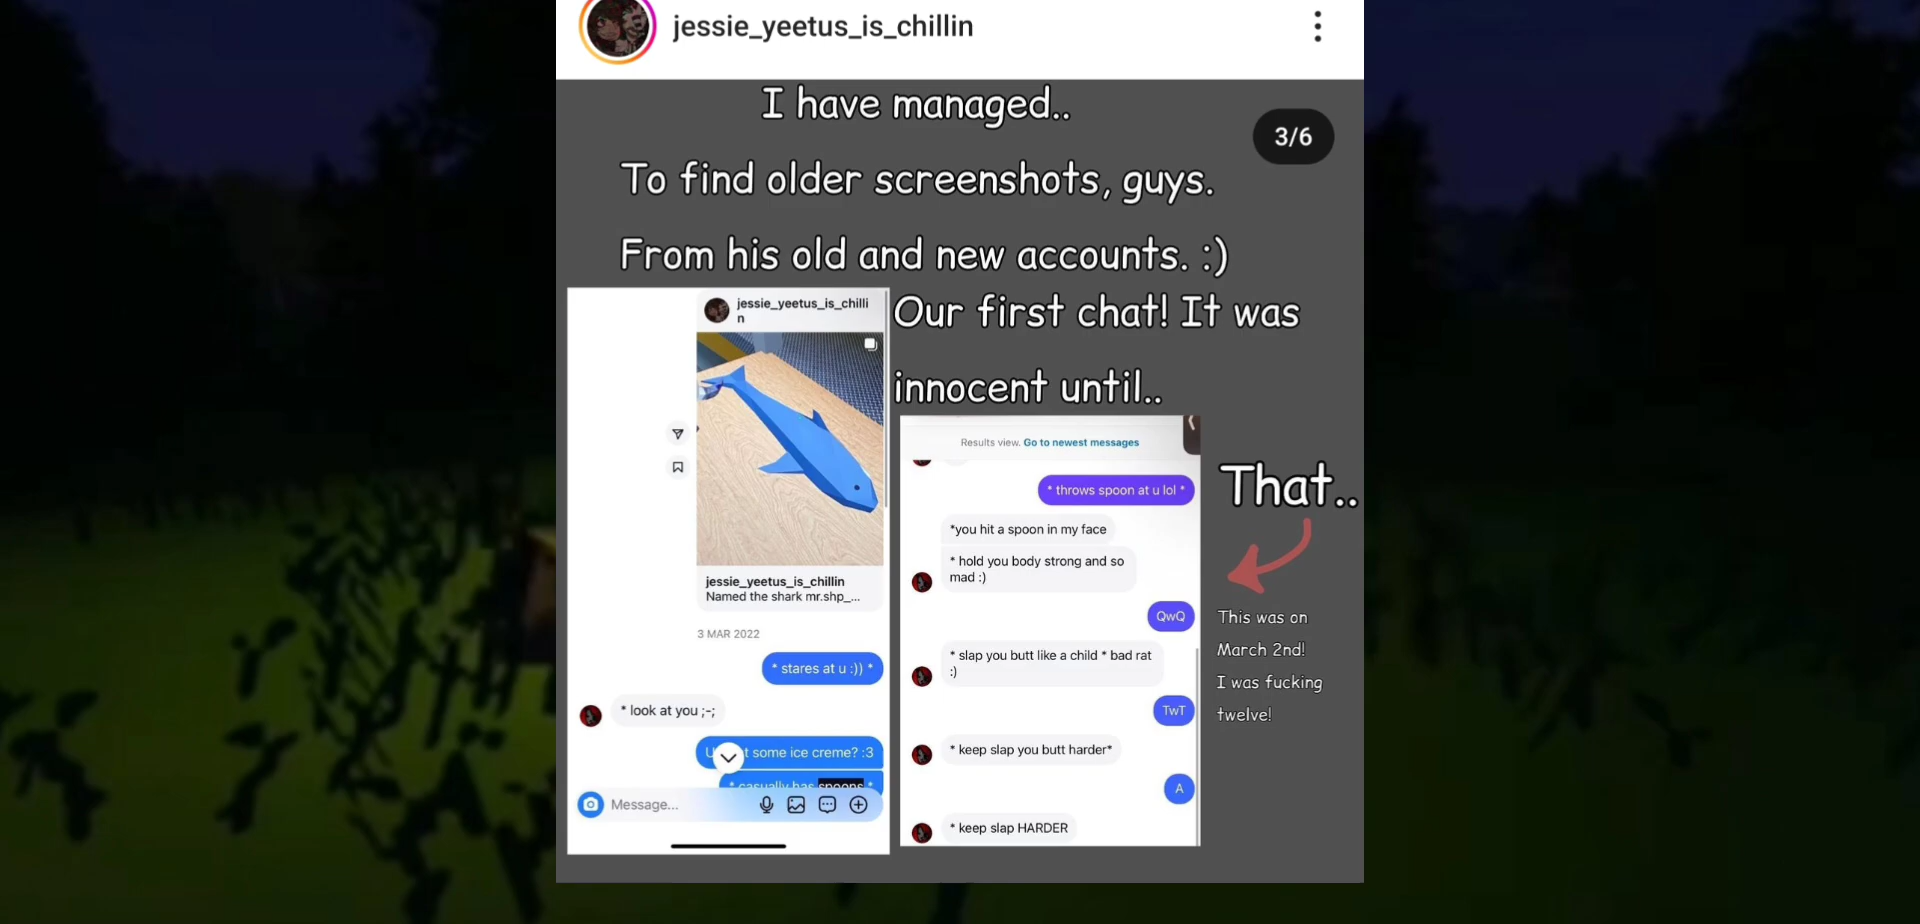 jessie_yeetus_is_chillin
I have managed..
3/6
To find older screenshots, guys.
From his old and new accounts. :)
jessie_yeetus_is_chilli
n
jessie_yeetus_is_chillin
Named the shark mr.shp_...
3 MAR 2022
* stares at u :)) *
* look at you ;-;
some ice creme? :3
* casually has spoons *
Message...
Our first chat! It was
innocent until..
Results view. Go to newest messages
* throws spoon at u lol *
*you hit a spoon in my face
* hold you body strong and so
mad :)
QwQ
* slap you butt like a child * bad rat
:)
TwT
* keep slap you butt harder*
A
* keep slap HARDER
That..
This was on
March 2nd!
I was fucking
twelve!